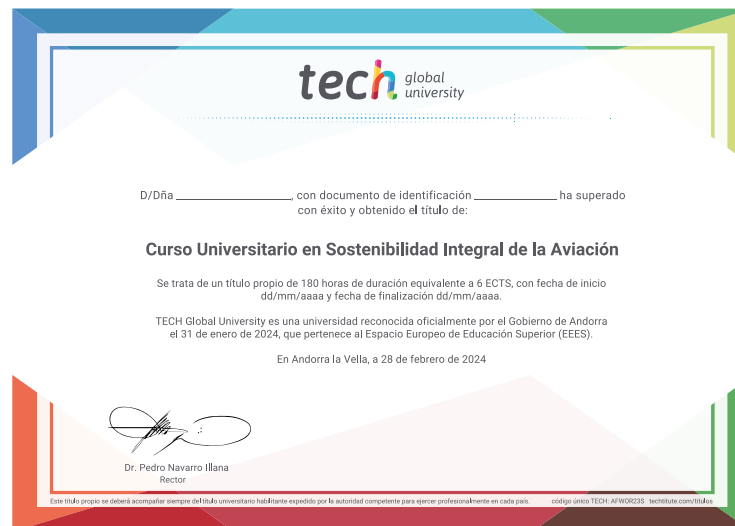 tech global university
D/Dña ______________, con documento de identificación __________ ha superado
con éxito y obtenido el título de:
Curso Universitario en Sostenibilidad Integral de la Aviación
Se trata de un título propio de 180 horas de duración equivalente a 6 ECTS, con fecha de inicio
dd/mm/aaaa y fecha de finalización dd/mm/aaaa.
TECH Global University es una universidad reconocida oficialmente por el Gobierno de Andorra
el 31 de enero de 2024, que pertenece al Espacio Europeo de Educación Superior (EEES).
En Andorra la Vella, a 28 de febrero de 2024
Dr. Pedro Navarro Illana
Rector
Este título propio se deberá acompañar siempre del título universitario habilitante expedido por la autoridad competente para ejercer profesionalmente en cada país. código único TECH: AFWOR23S techtitute.com/titulos